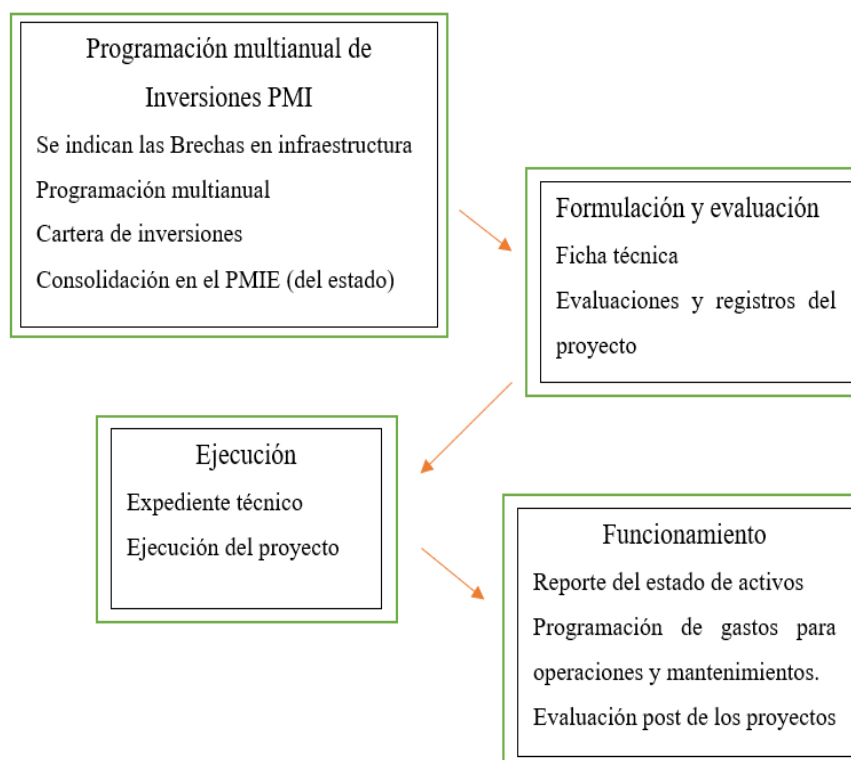 Programación multianual de
Inversiones PMI
Se indican las Brechas en infraestructura
Programación multianual
Cartera de inversiones
Consolidación en el PMIE (del estado)
Formulación y evaluación
Ficha técnica
Evaluaciones y registros del
proyecto
Ejecución
Expediente técnico
Ejecución del proyecto
Funcionamiento
Reporte del estado de activos
Programación de gastos para
operaciones y mantenimientos.
Evaluación post de los proyectos